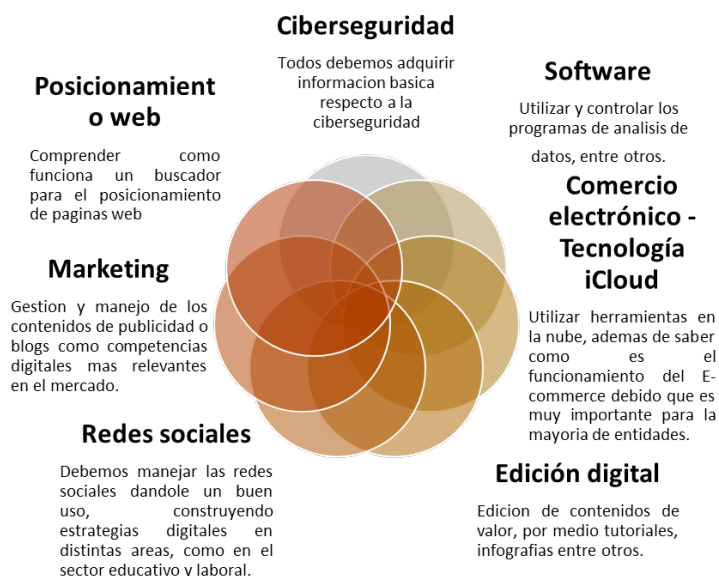 Ciberseguridad
Todos debemos adquirir
informacion basica
respecto a la
ciberseguridad
Software
Utilizar y controlar los
programas de analisis de
datos, entre otros.
Comercio
electrónico -
Tecnología
iCloud
Utilizar herramientas en
la nube, ademas de saber
como es el
funcionamiento del E-
commerce debido que es
muy importante para la
mayoria de entidades.
Edición digital
Edicion de contenidos de
valor, por medio tutoriales,
infografias entre otros.
Redes sociales
Debemos manejar las redes
sociales dandole un buen
uso, construyendo
estrategias digitales en
distintas areas, como en el
sector educativo y laboral.
Marketing
Gestion y manejo de los
contenidos de publicidad o
blogs como competencias
digitales mas relevantes
en el mercado.
Posicionamient
o web
Comprender como
funciona un buscador
para el posicionamiento
de paginas web